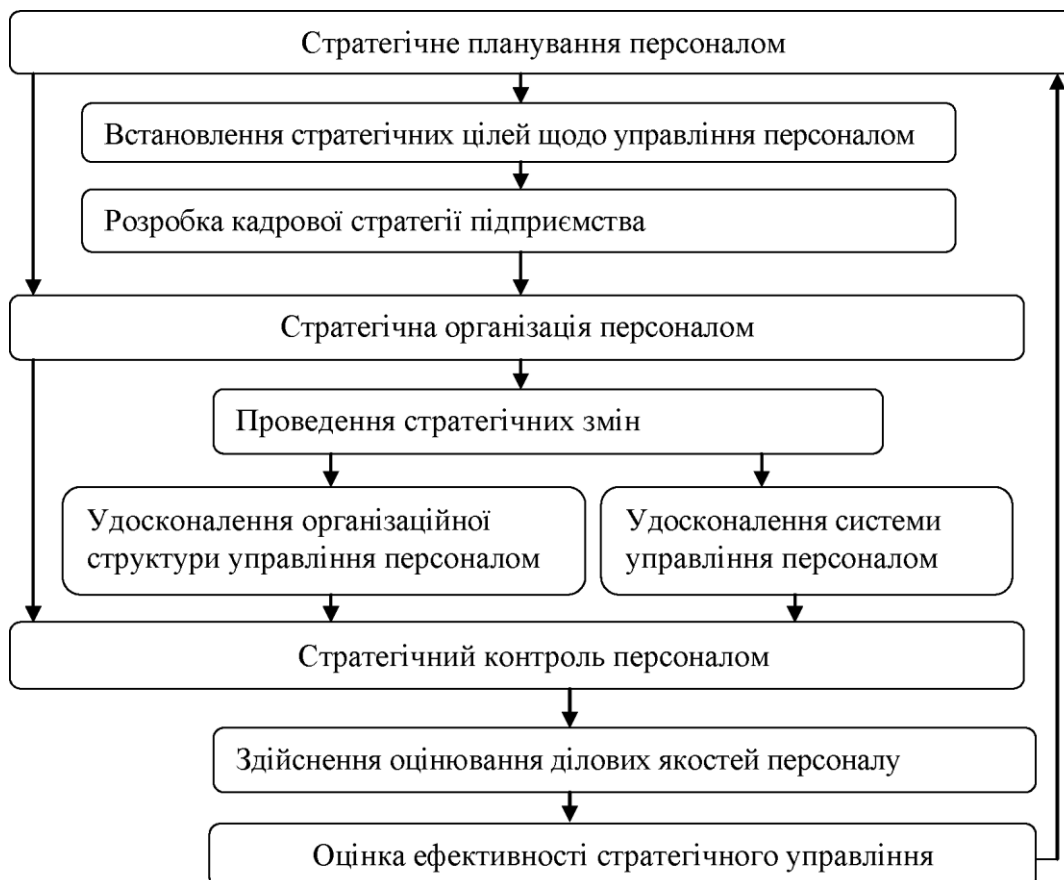 Стратегічне планування персоналом
Встановлення стратегічних цілей щодо управління персоналом
Розробка кадрової стратегії підприємства
Стратегічна організація персоналом
Проведення стратегічних змін
Удосконалення організаційної
структури управління персоналом
Удосконалення системи
управління персоналом
Стратегічний контроль персоналом
Здійснення оцінювання ділових якостей персоналу
Оцінка ефективності стратегічного управління